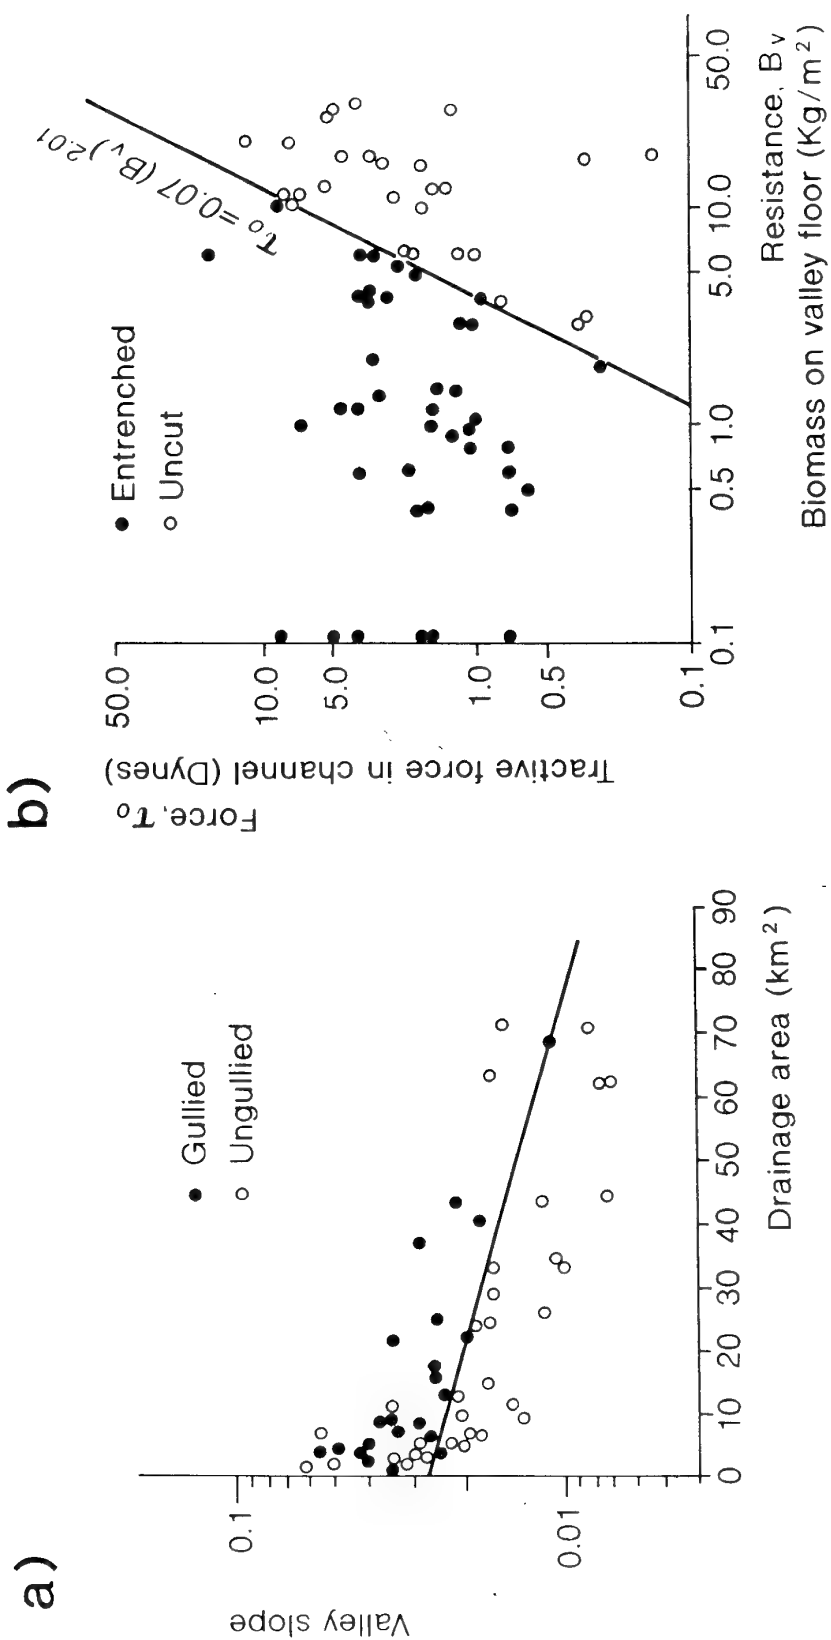 a)
Valley slope
0.1
0.01
● Gullied
○ Ungullied
0 10 20 30 40 50 60 70 80 90
Drainage area (km²)
b)
Force, τₒ
Tractive force in channel (Dynes)
50.0
10.0
5.0
1.0
0.5
0.1
● Entrenched
○ Uncut
τₒ = 0.07 (Bᵥ)²·⁰¹
0.1 0.5 1.0 5.0 10.0 50.0
Resistance, Bᵥ
Biomass on valley floor (Kg/m²)